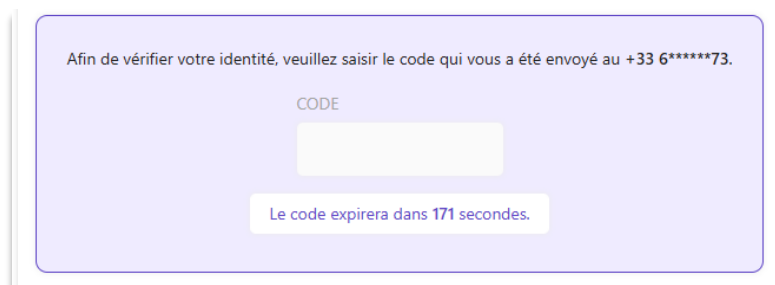 Afin de vérifier votre identité, veuillez saisir le code qui vous a été envoyé au +33 6******73.
CODE
Le code expirera dans 171 secondes.